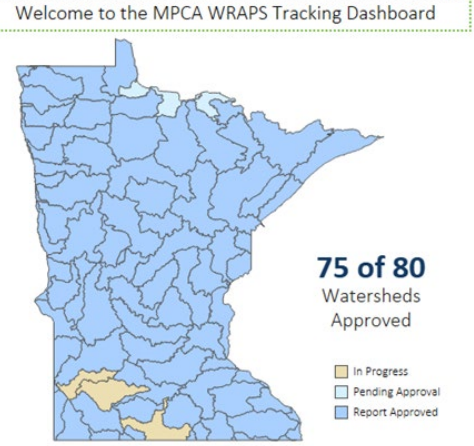 Welcome to the MPCA WRAPS Tracking Dashboard
75 of 80
Watersheds
Approved
In Progress
Pending Approval
Report Approved